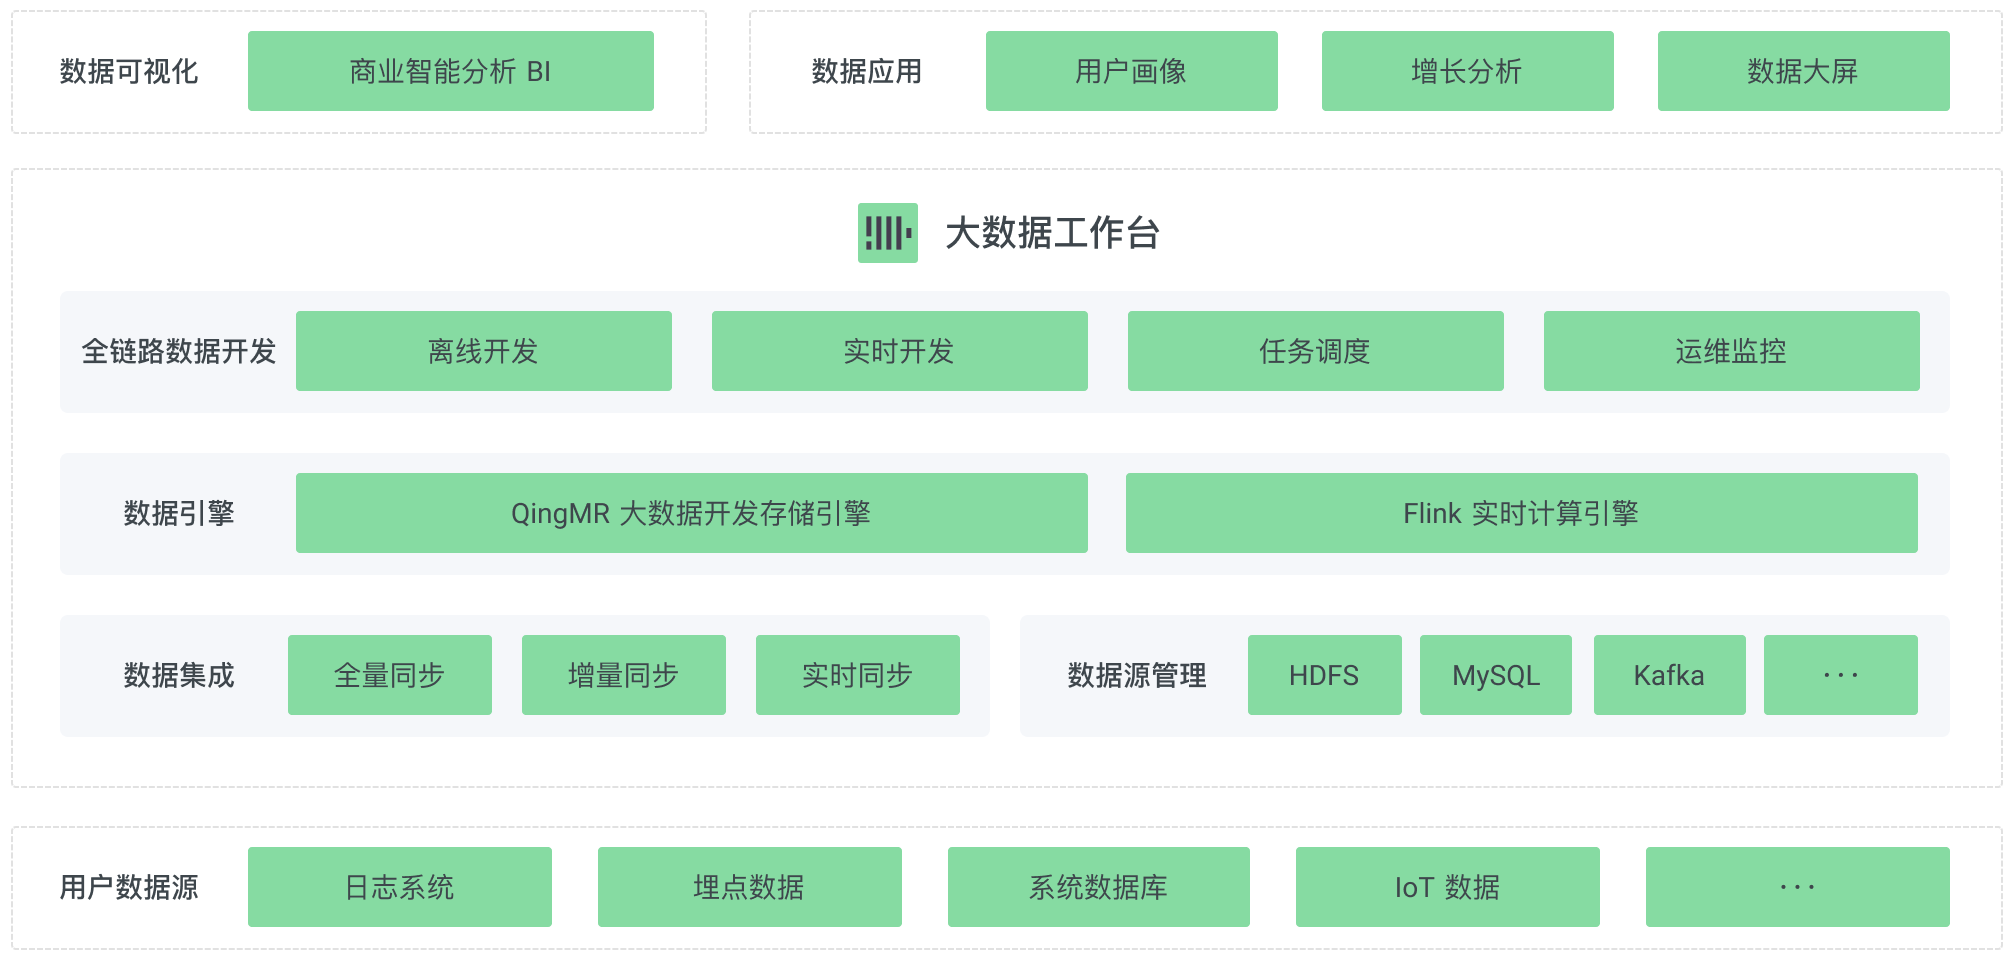 数据可视化
商业智能分析 BI
数据应用
用户画像
增长分析
数据大屏
大数据工作台
全链路数据开发
离线开发
实时开发
任务调度
运维监控
数据引擎
QingMR 大数据开发存储引擎
Flink 实时计算引擎
数据集成
全量同步
增量同步
实时同步
数据源管理
HDFS
MySQL
Kafka
···
用户数据源
日志系统
埋点数据
系统数据库
IoT 数据
···